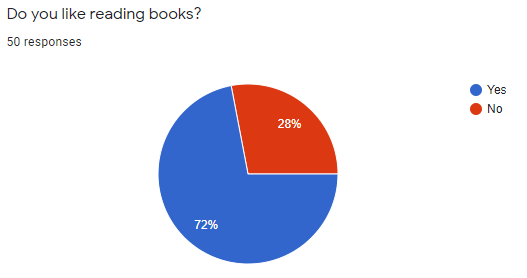 Do you like reading books?
50 responses
Yes
No
28%
72%